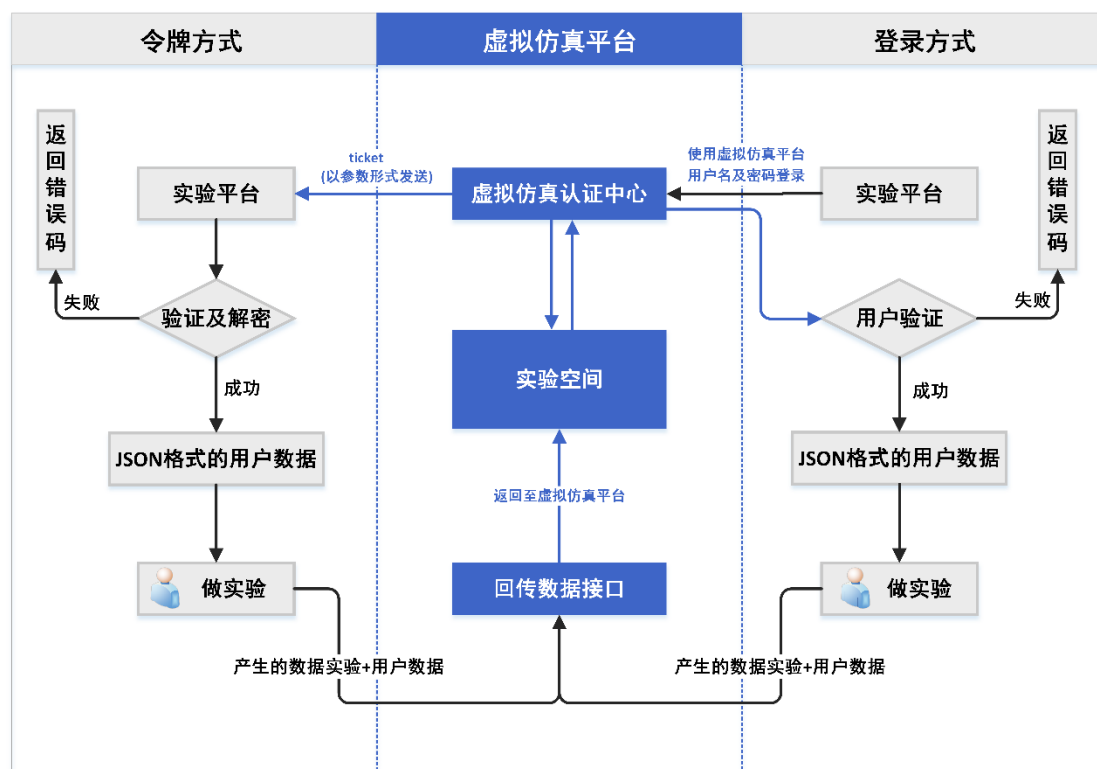 令牌方式
虚拟仿真平台
登录方式
返回错误码
ticket
(以参数形式发送)
使用虚拟仿真平台
用户名及密码登录
返回错误码
实验平台
虚拟仿真认证中心
实验平台
失败
验证及解密
用户验证
失败
成功
实验空间
成功
JSON格式的用户数据
JSON格式的用户数据
返回至虚拟仿真平台
做实验
回传数据接口
做实验
产生的数据实验+用户数据
产生的数据实验+用户数据